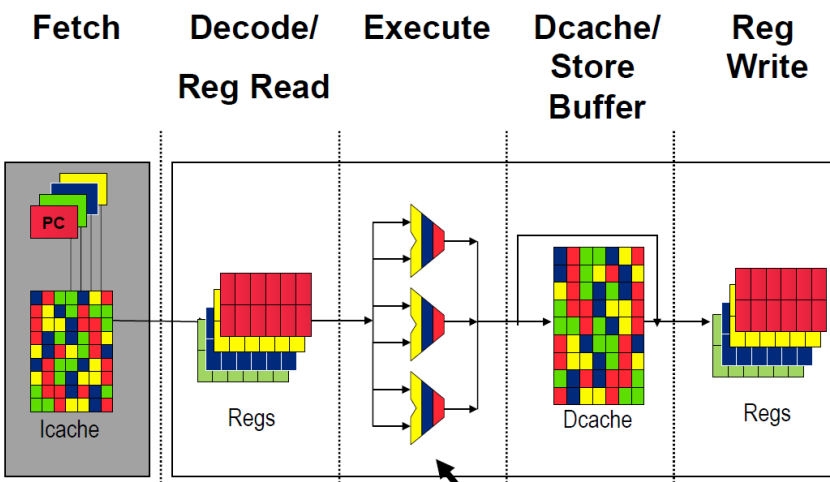 Fetch
Decode/
Reg Read
Execute
Dcache/
Store
Buffer
Reg
Write
PC
Icache
Regs
Dcache
Regs